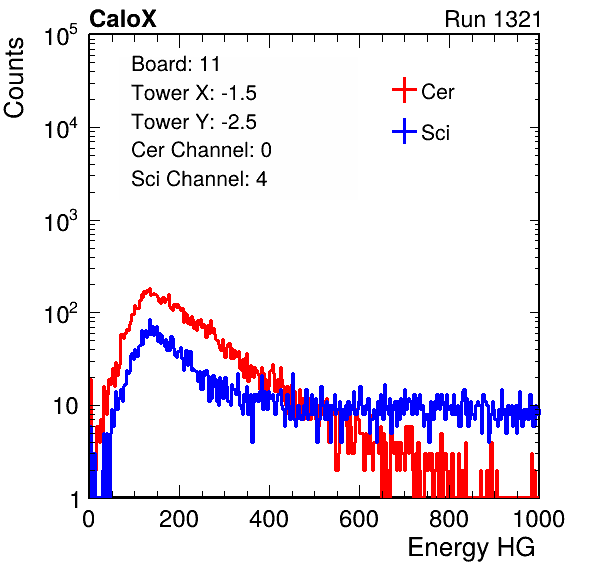 CaloX Run 1321
Counts
10^5
10^4
10^3
10^2
10
1
Board: 11
Tower X: -1.5
Tower Y: -2.5
Cer Channel: 0
Sci Channel: 4
Cer
Sci
0 200 400 600 800 1000
Energy HG